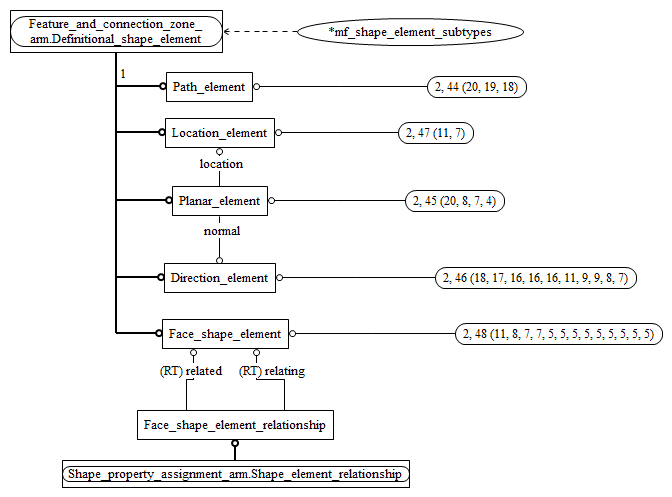 Feature_and_connection_zone_
arm.Definitional_shape_element
*mf_shape_element_subtypes
1
Path_element
2, 44 (20, 19, 18)
Location_element
2, 47 (11, 7)
location
Planar_element
2, 45 (20, 8, 7, 4)
normal
Direction_element
2, 46 (18, 17, 16, 16, 16, 11, 9, 9, 8, 7)
Face_shape_element
2, 48 (11, 8, 7, 7, 5, 5, 5, 5, 5, 5, 5, 5, 5)
(RT) related
(RT) relating
Face_shape_element_relationship
Shape_property_assignment_arm.Shape_element_relationship